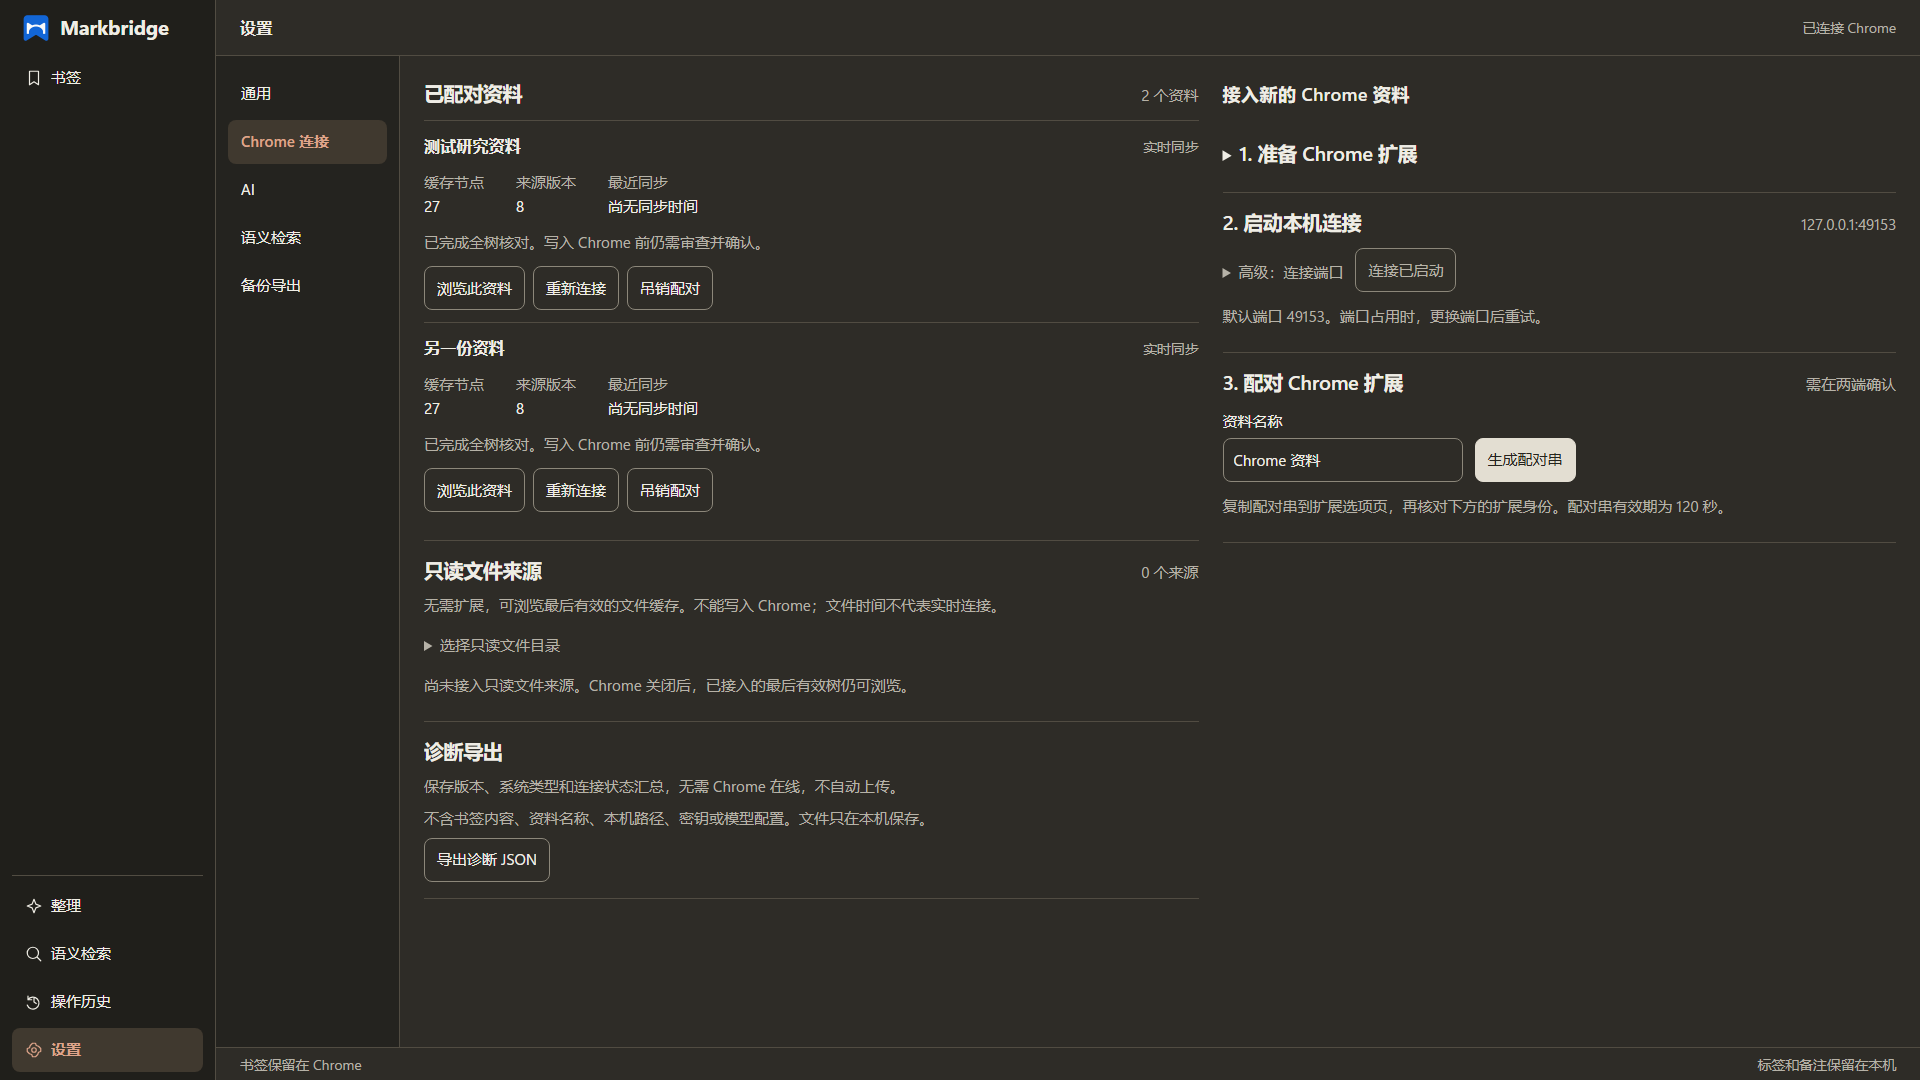 Markbridge
书签
整理
语义检索
操作历史
设置
设置
已连接 Chrome
通用
Chrome 连接
AI
语义检索
备份导出
已配对资料
2 个资料
测试研究资料
实时同步
缓存节点 来源版本 最近同步
27 8 尚无同步时间
已完成全树核对。写入 Chrome 前仍需审查并确认。
浏览此资料 重新连接 吊销配对
另一份资料
实时同步
缓存节点 来源版本 最近同步
27 8 尚无同步时间
已完成全树核对。写入 Chrome 前仍需审查并确认。
浏览此资料 重新连接 吊销配对
只读文件来源
0 个来源
无需扩展，可浏览最后有效的文件缓存。不能写入 Chrome；文件时间不代表实时连接。
选择只读文件目录
尚未接入只读文件来源。Chrome 关闭后，已接入的最后有效树仍可浏览。
诊断导出
保存版本、系统类型和连接状态汇总，无需 Chrome 在线，不自动上传。
不含书签内容、资料名称、本机路径、密钥或模型配置。文件只在本机保存。
导出诊断 JSON
接入新的 Chrome 资料
1. 准备 Chrome 扩展
2. 启动本机连接
127.0.0.1:49153
高级：连接端口 连接已启动
默认端口 49153。端口占用时，更换端口后重试。
3. 配对 Chrome 扩展
需在两端确认
资料名称
Chrome 资料 生成配对串
复制配对串到扩展选项页，再核对下方的扩展身份。配对串有效期为 120 秒。
书签保留在 Chrome
标签和备注保留在本机